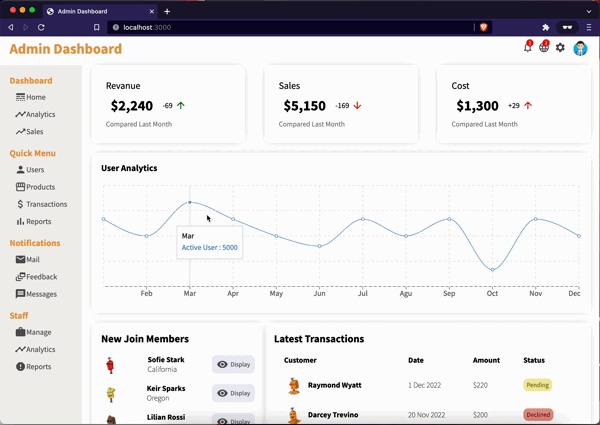 Admin Dashboard
localhost:3000
Admin Dashboard
2
2
Dashboard
Home
Analytics
Sales
Quick Menu
Users
Products
Transactions
Reports
Notifications
Mail
Feedback
Messages
Staff
Manage
Analytics
Reports
Revenue
$2,240 -69
Compared Last Month
Sales
$5,150 -169
Compared Last Month
Cost
$1,300 +29
Compared Last Month
User Analytics
Mar
Active User : 5000
Feb Mar Apr May Jun Jul Agu Sep Oct Nov Dec
New Join Members
Sofie Stark
California
Display
Keir Sparks
Oregon
Display
Lilian Rossi
Display
Latest Transactions
Customer Date Amount Status
Raymond Wyatt 1 Dec 2022 $220 Pending
Darcey Trevino 20 Nov 2022 $200 Declined